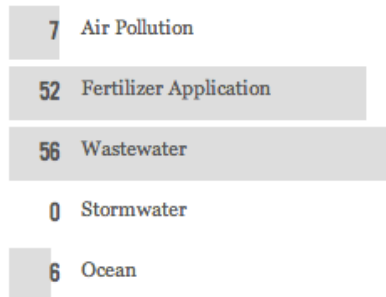 7 Air Pollution
52 Fertilizer Application
56 Wastewater
0 Stormwater
6 Ocean